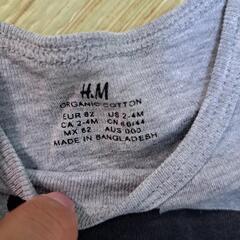 H.M
ORGANIC COTTON
EUR 62 US 2-4M
CA 2-4M CN 66/44
MX 62 AUS 000
MADE IN BANGLADESH